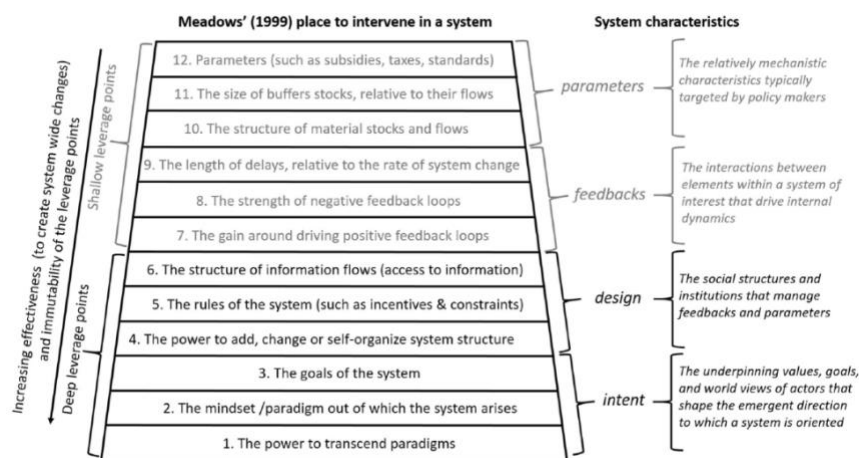 Meadows' (1999) place to intervene in a system
System characteristics
Increasing effectiveness (to create system wide changes)
and immutability of the leverage points
Shallow leverage points
Deep leverage points
12. Parameters (such as subsidies, taxes, standards)
11. The size of buffers stocks, relative to their flows
10. The structure of material stocks and flows
9. The length of delays, relative to the rate of system change
8. The strength of negative feedback loops
7. The gain around driving positive feedback loops
6. The structure of information flows (access to information)
5. The rules of the system (such as incentives & constraints)
4. The power to add, change or self-organize system structure
3. The goals of the system
2. The mindset /paradigm out of which the system arises
1. The power to transcend paradigms
parameters
The relatively mechanistic
characteristics typically
targeted by policy makers
feedbacks
The interactions between
elements within a system of
interest that drive internal
dynamics
design
The social structures and
institutions that manage
feedbacks and parameters
intent
The underpinning values, goals,
and world views of actors that
shape the emergent direction
to which a system is oriented